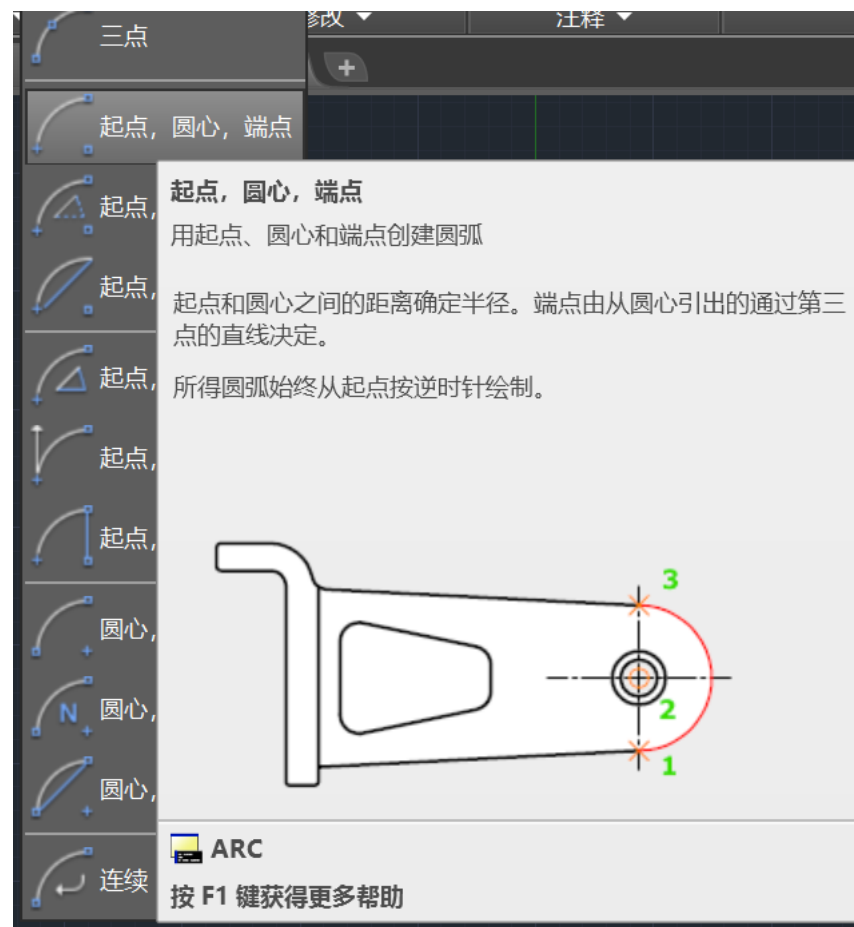 修改
注释
三点
+
起点，圆心，端点
起点，
起点，
起点，
起点，
起点，
圆心，
N 圆心，
圆心，
连续
起点，圆心，端点
用起点、圆心和端点创建圆弧
起点和圆心之间的距离确定半径。端点由从圆心引出的通过第三
点的直线决定。
所得圆弧始终从起点按逆时针绘制。
3
2
1
ARC
按 F1 键获得更多帮助